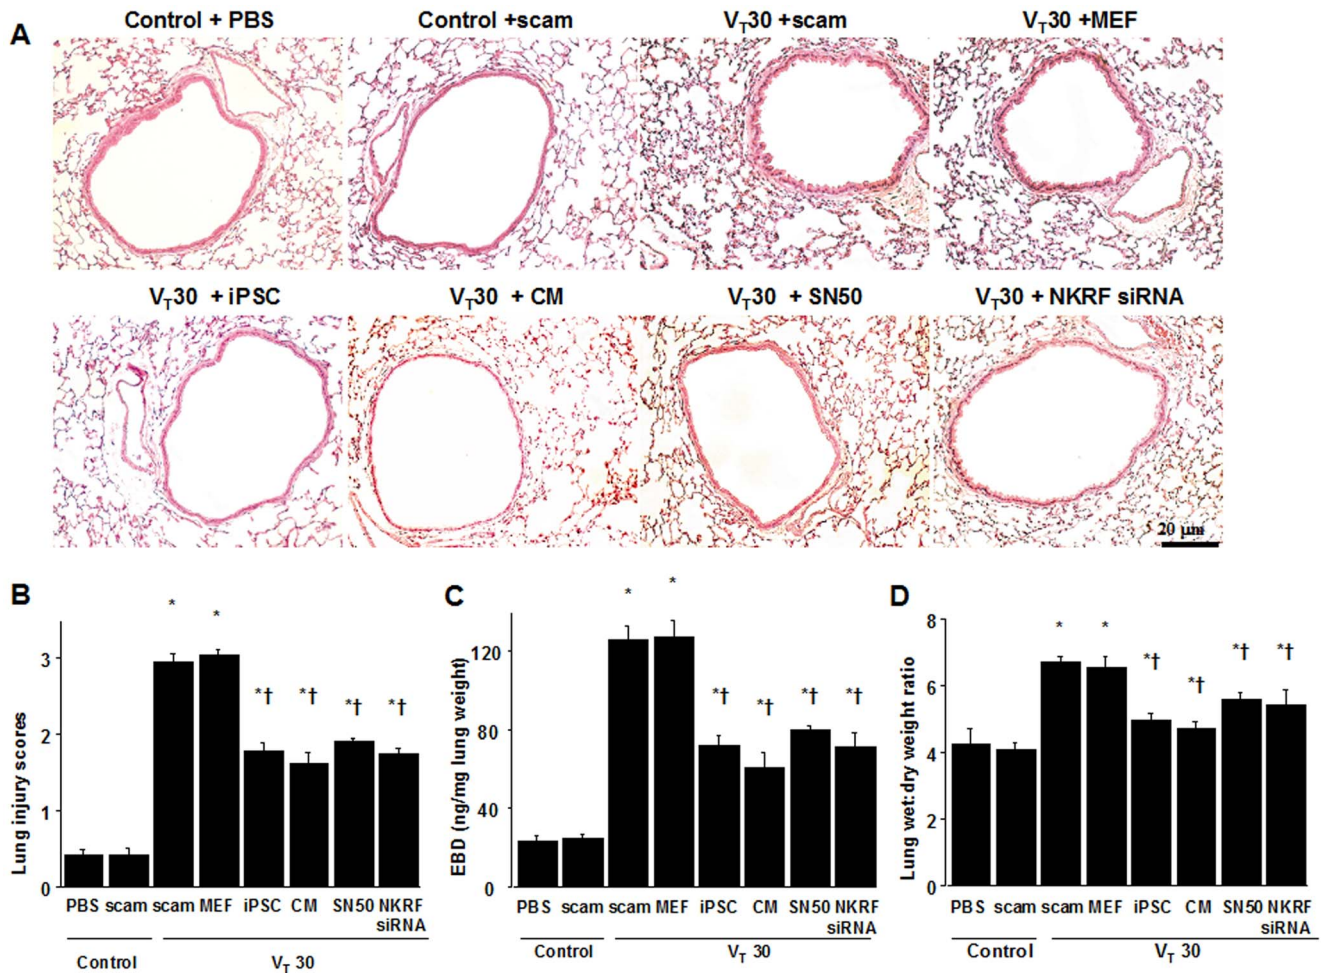 A
Control + PBS
Control +scam
VT30 +scam
VT30 +MEF
VT30 + iPSC
VT30 + CM
VT30 + SN50
VT30 + NKRF siRNA
20 μm
B
Lung injury scores
3
2
1
0
*
*
*†
*†
*†
*†
PBS scam scam MEF iPSC CM SN50 NKRF
siRNA
Control
VT 30
C
EBD (ng/mg lung weight)
120
80
40
0
*
*
*†
*†
*†
*†
PBS scam scam MEF iPSC CM SN50 NKRF
siRNA
Control
VT 30
D
Lung wet:dry weight ratio
8
6
4
2
0
*
*
*†
*†
*†
*†
PBS scam scam MEF iPSC CM SN50 NKRF
siRNA
Control
VT 30